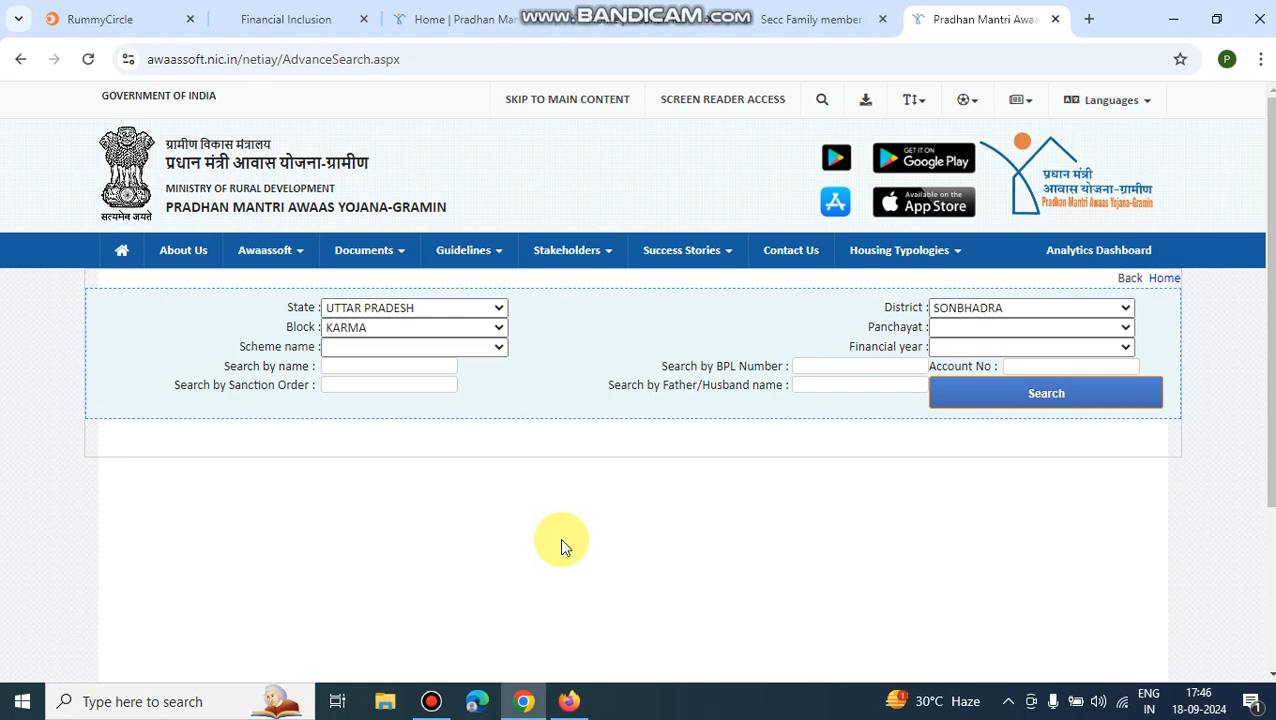 RummyCircle
Financial Inclusion
Home | Pradhan Mar
www.BANDICAM.com
Secc Family member
Pradhan Mantri Awaa
awaassoft.nic.in/netiay/AdvanceSearch.aspx
P
GOVERNMENT OF INDIA
SKIP TO MAIN CONTENT
SCREEN READER ACCESS
Languages
ग्रामीण विकास मंत्रालय
प्रधान मंत्री आवास योजना-ग्रामीण
MINISTRY OF RURAL DEVELOPMENT
PRADHAN MANTRI AWAAS YOJANA-GRAMIN
सत्यमेव जयते
GET IT ON
Google Play
Available on the
App Store
प्रधान मंत्री
आवास योजना-ग्रामीण
Pradhan Mantri Awaas Yojana-Gramin
About Us
Awaassoft
Documents
Guidelines
Stakeholders
Success Stories
Contact Us
Housing Typologies
Analytics Dashboard
Back Home
State : UTTAR PRADESH District : SONBHADRA
Block : KARMA Panchayat :
Scheme name : Financial year :
Search by name : Search by BPL Number : Account No :
Search by Sanction Order : Search by Father/Husband name : Search
Type here to search
30°C Haze
ENG
IN
17:46
18-09-2024
1